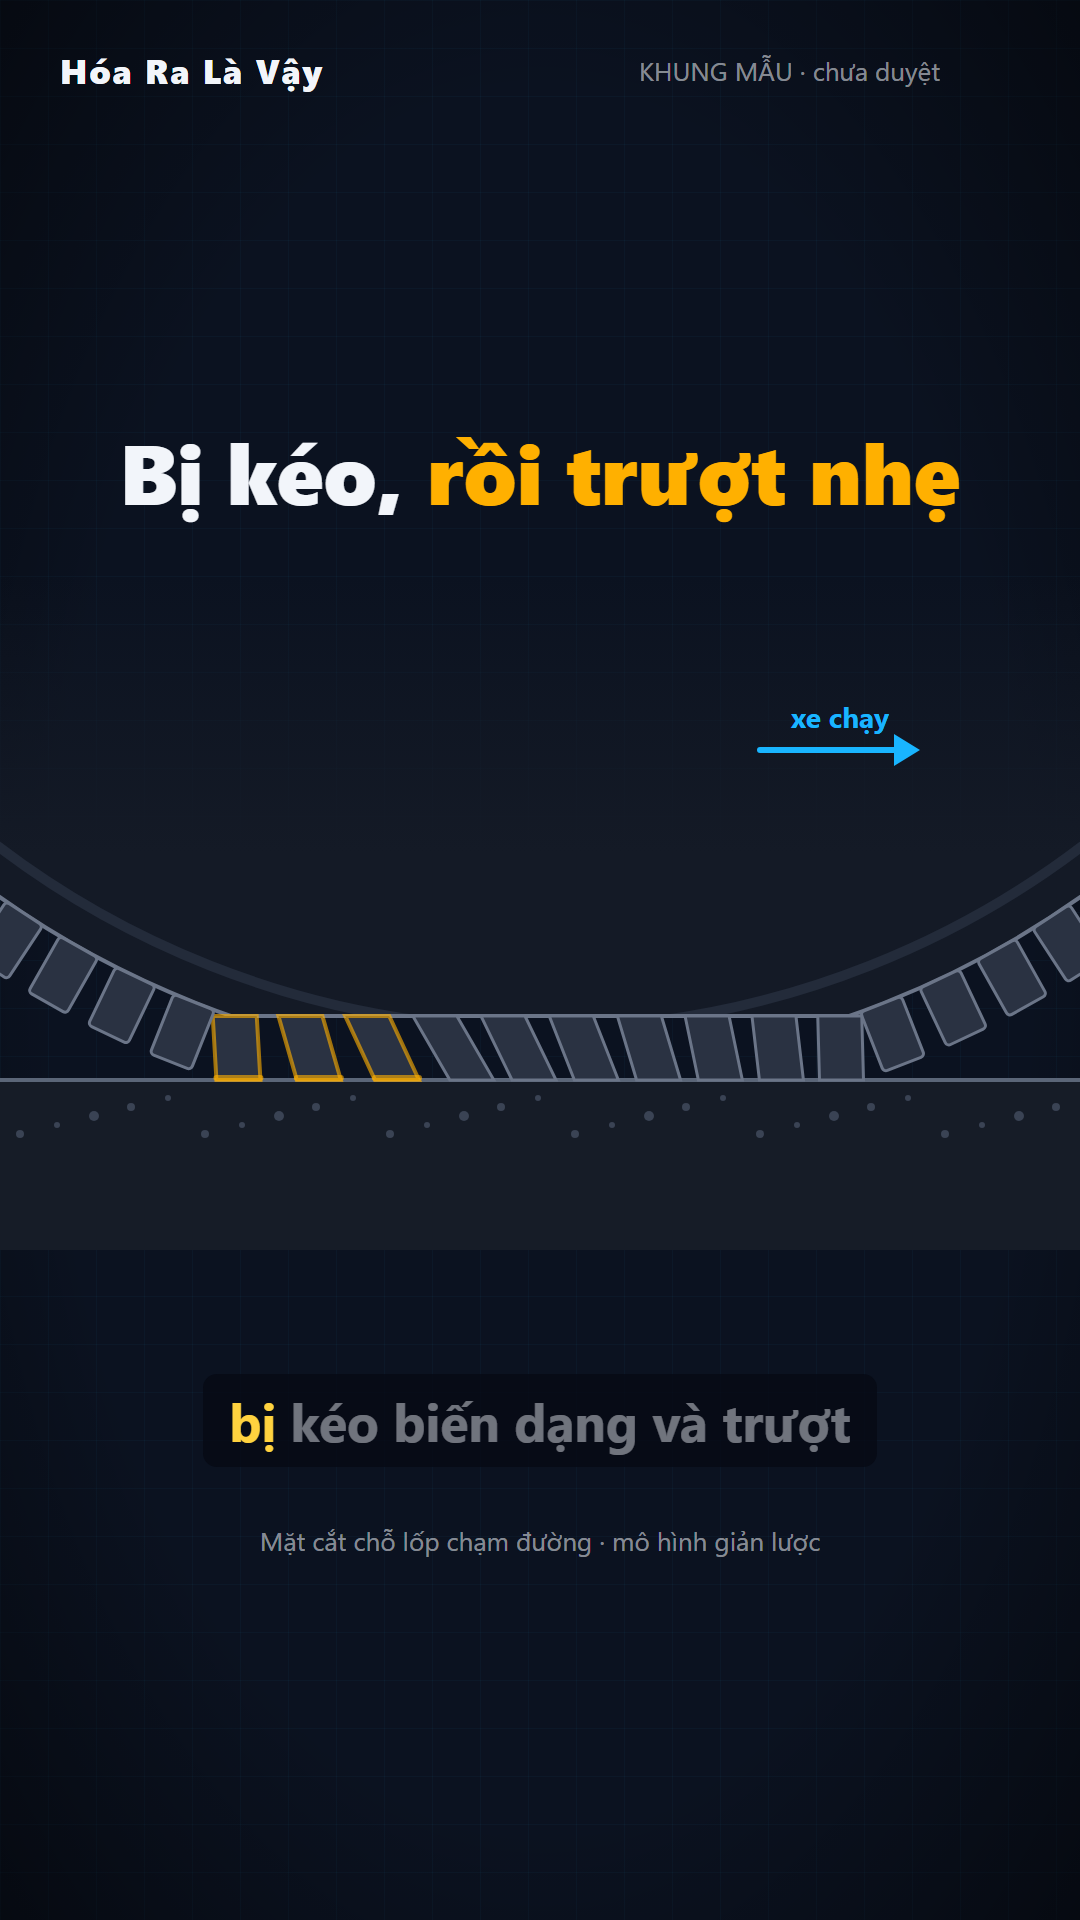 Hóa Ra Là Vậy
KHUNG MẪU · chưa duyệt
Bị kéo, rồi trượt nhẹ
xe chạy
bị kéo biến dạng và trượt
Mặt cắt chỗ lốp chạm đường · mô hình giản lược